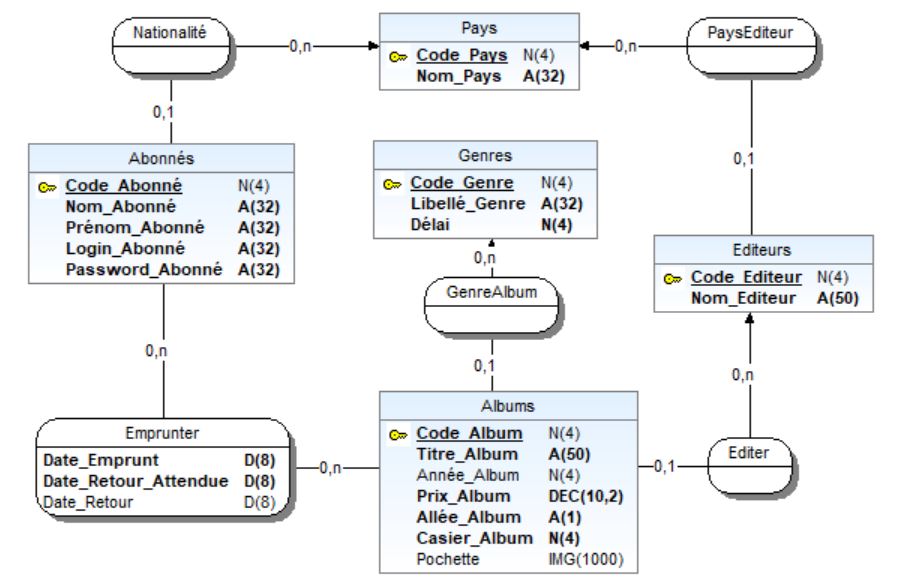 Nationalité
0,n
Pays
Code_Pays N(4)
Nom_Pays A(32)
0,n
PaysEditeur
0,1
0,1
Abonnés
Code_Abonné N(4)
Nom_Abonné A(32)
Prénom_Abonné A(32)
Login_Abonné A(32)
Password_Abonné A(32)
Genres
Code_Genre N(4)
Libellé_Genre A(32)
Délai N(4)
0,n
GenreAlbum
0,1
Editeurs
Code_Editeur N(4)
Nom_Editeur A(50)
0,n
0,n
Emprunter
Date_Emprunt D(8)
Date_Retour_Attendue D(8)
Date_Retour D(8)
0,n
Albums
Code_Album N(4)
Titre_Album A(50)
Année_Album N(4)
Prix_Album DEC(10,2)
Allée_Album A(1)
Casier_Album N(4)
Pochette IMG(1000)
0,1
Editer